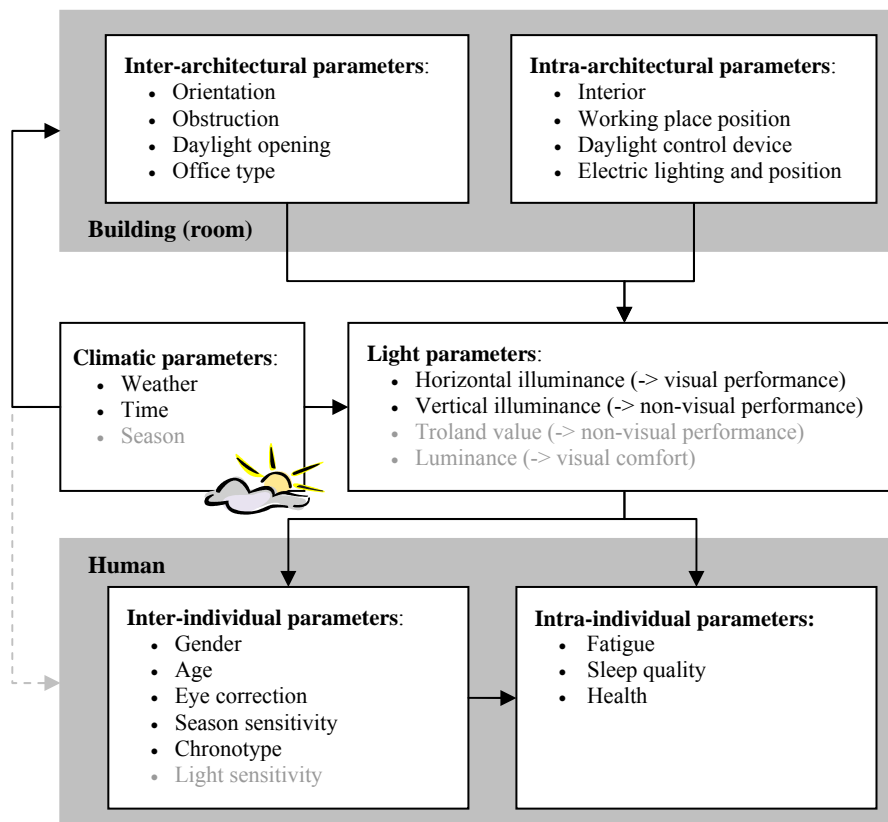 Inter-architectural parameters:
• Orientation
• Obstruction
• Daylight opening
• Office type
Intra-architectural parameters:
• Interior
• Working place position
• Daylight control device
• Electric lighting and position
Building (room)
Climatic parameters:
• Weather
• Time
• Season
Light parameters:
• Horizontal illuminance (-> visual performance)
• Vertical illuminance (-> non-visual performance)
• Troland value (-> non-visual performance)
• Luminance (-> visual comfort)
Human
Inter-individual parameters:
• Gender
• Age
• Eye correction
• Season sensitivity
• Chronotype
• Light sensitivity
Intra-individual parameters:
• Fatigue
• Sleep quality
• Health